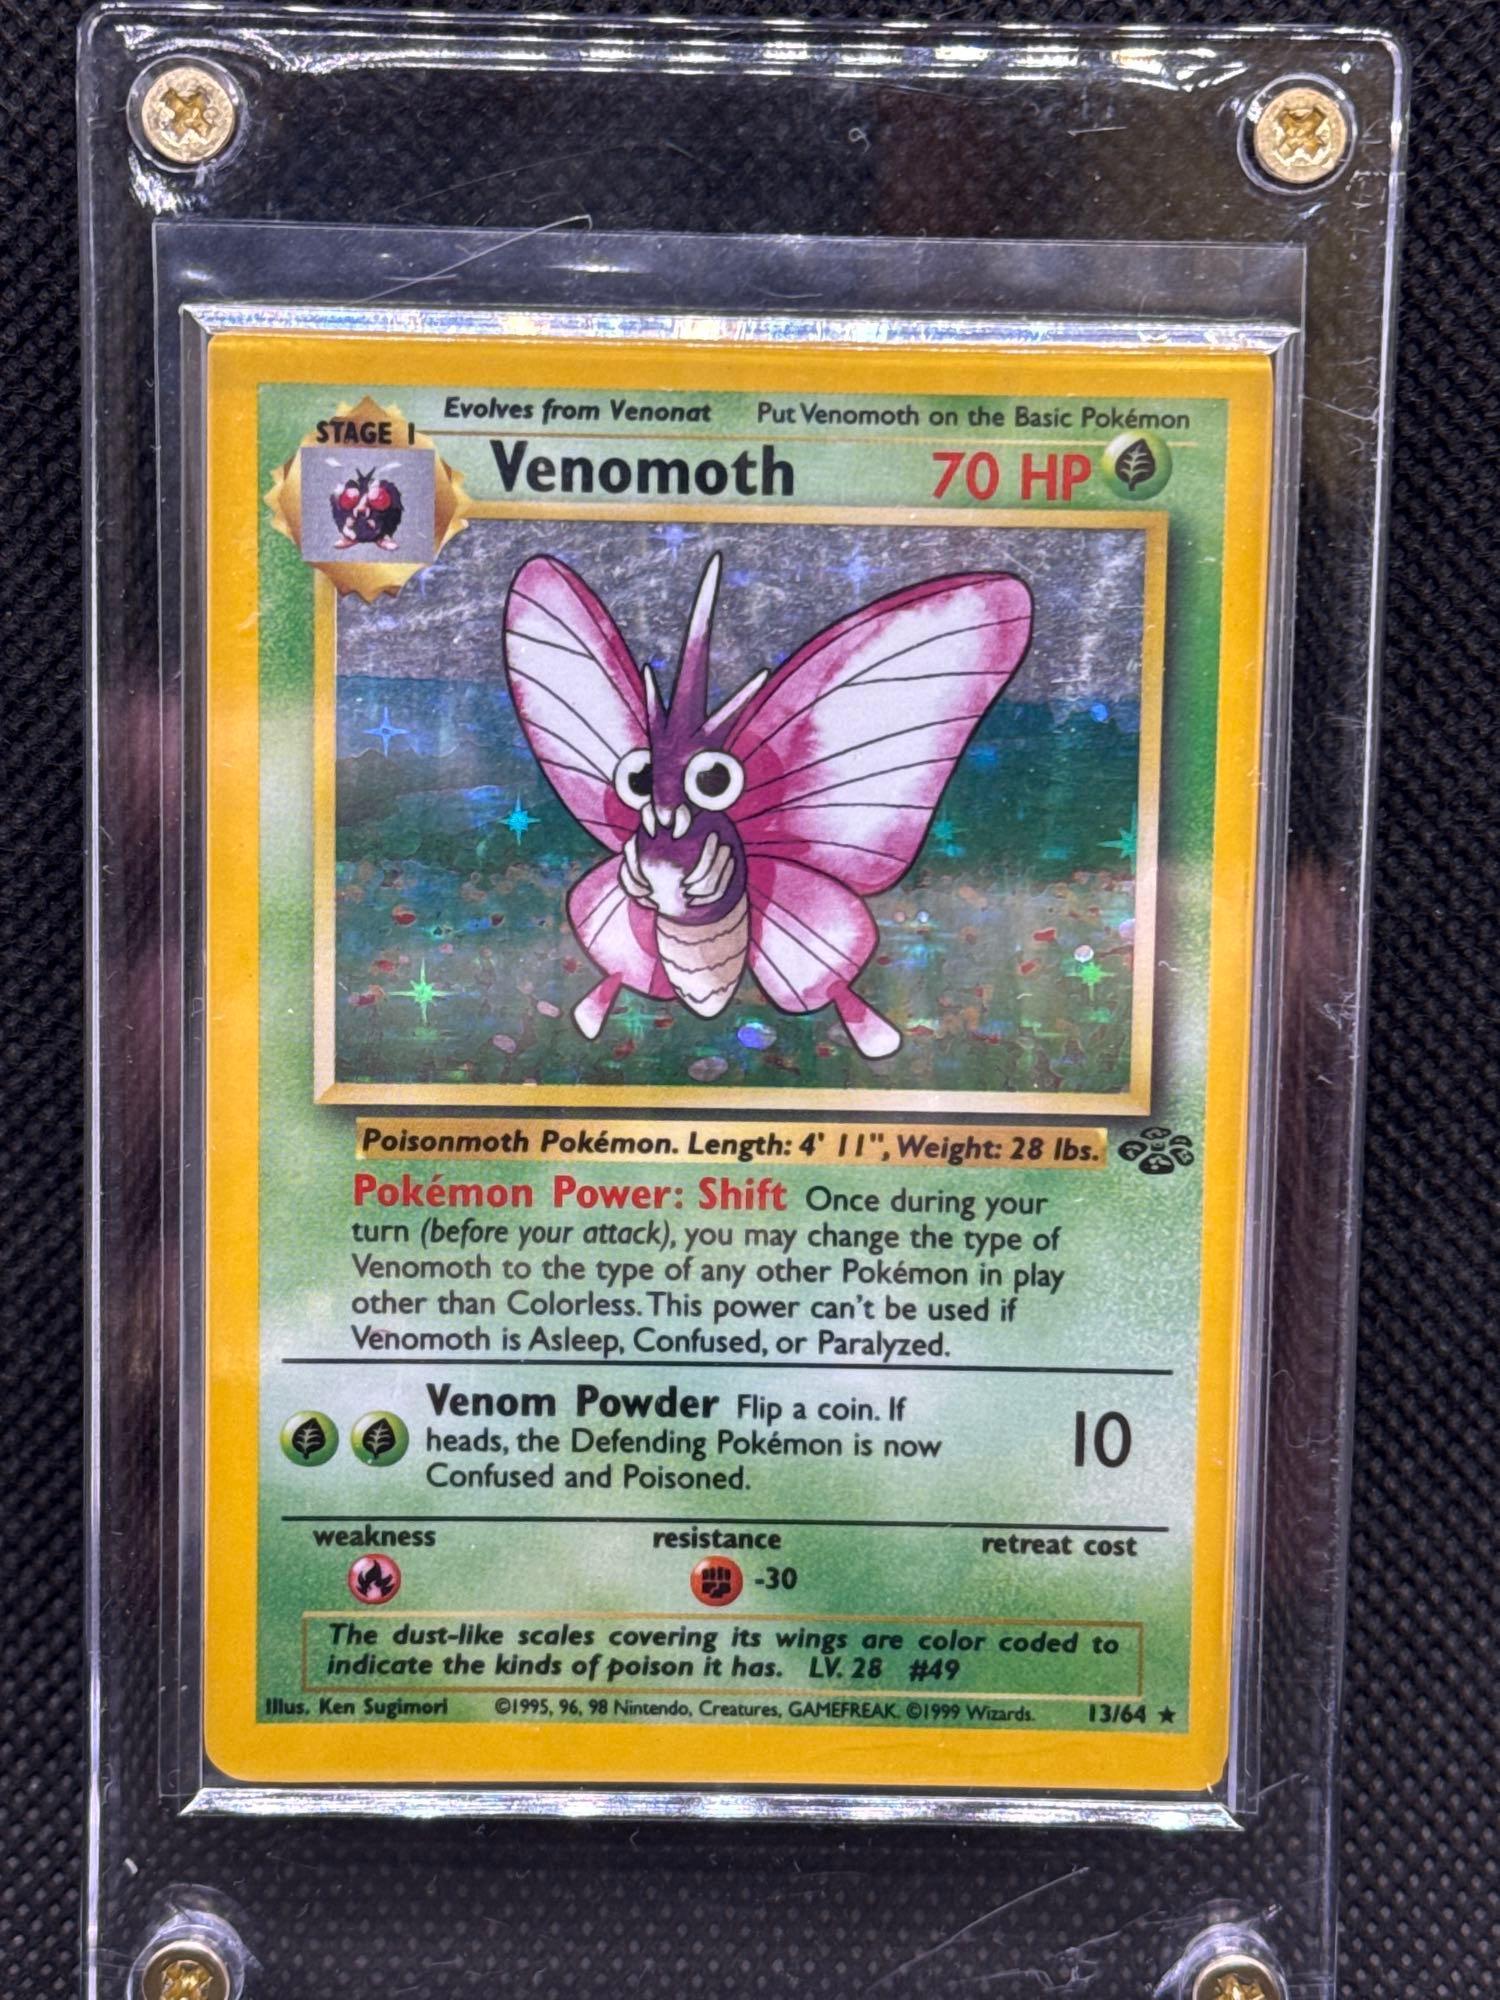 Evolves from Venonat Put Venomoth on the Basic Pokémon
STAGE 1
Venomoth 70 HP
Poisonmoth Pokémon. Length: 4' 11", Weight: 28 lbs.
Pokémon Power: Shift Once during your
turn (before your attack), you may change the type of
Venomoth to the type of any other Pokémon in play
other than Colorless. This power can't be used if
Venomoth is Asleep, Confused, or Paralyzed.
Venom Powder Flip a coin. If
heads, the Defending Pokémon is now
Confused and Poisoned.
10
weakness resistance retreat cost
-30
The dust-like scales covering its wings are color coded to
indicate the kinds of poison it has. LV. 28 #49
Illus. Ken Sugimori ©1995, 96, 98 Nintendo, Creatures, GAMEFREAK. ©1999 Wizards. 13/64 ★